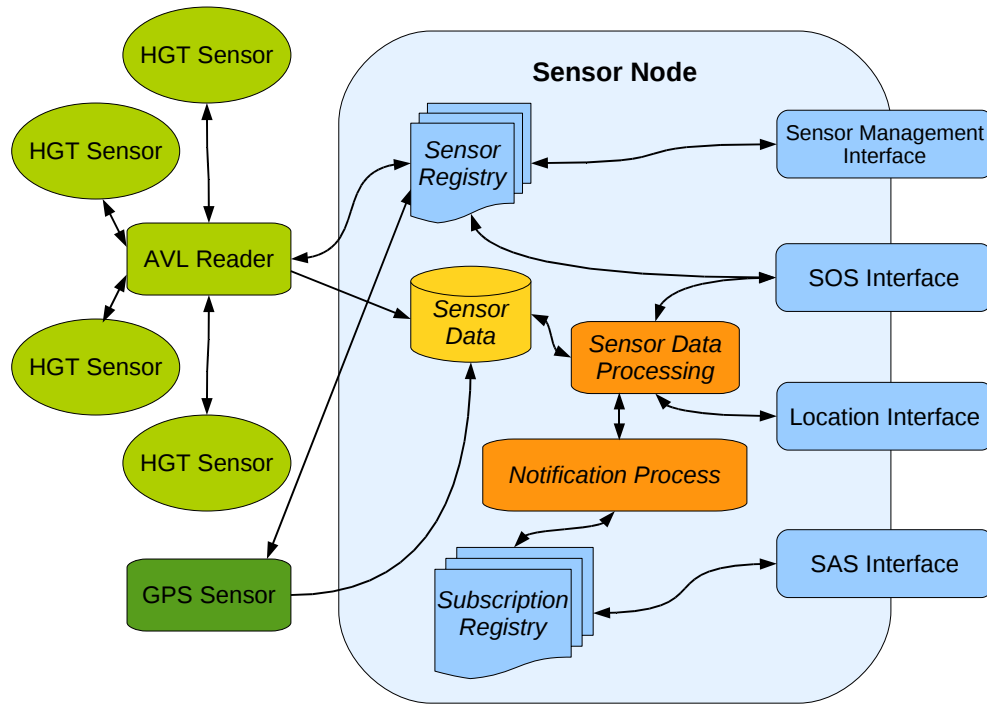 HGT Sensor
Sensor Node
HGT Sensor
Sensor
Registry
Sensor Management
Interface
AVL Reader
SOS Interface
Sensor
Data
Sensor Data
Processing
HGT Sensor
Location Interface
HGT Sensor
Notification Process
GPS Sensor
SAS Interface
Subscription
Registry